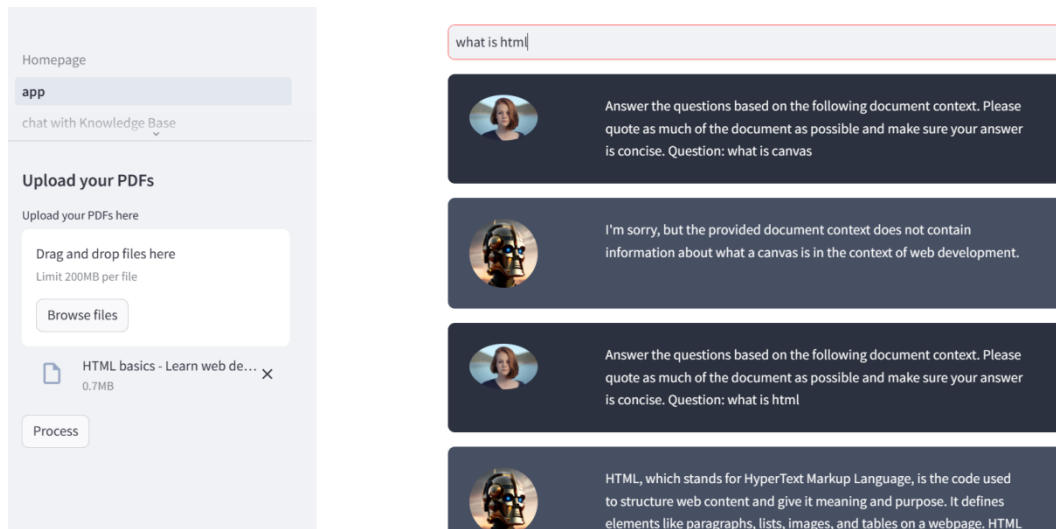 Homepage
app
chat with Knowledge Base
Upload your PDFs
Upload your PDFs here
Drag and drop files here
Limit 200MB per file
Browse files
HTML basics - Learn web de...
0.7MB
Process
what is html
Answer the questions based on the following document context. Please
quote as much of the document as possible and make sure your answer
is concise. Question: what is canvas
I'm sorry, but the provided document context does not contain
information about what a canvas is in the context of web development.
Answer the questions based on the following document context. Please
quote as much of the document as possible and make sure your answer
is concise. Question: what is html
HTML, which stands for HyperText Markup Language, is the code used
to structure web content and give it meaning and purpose. It defines
elements like paragraphs, lists, images, and tables on a webpage. HTML